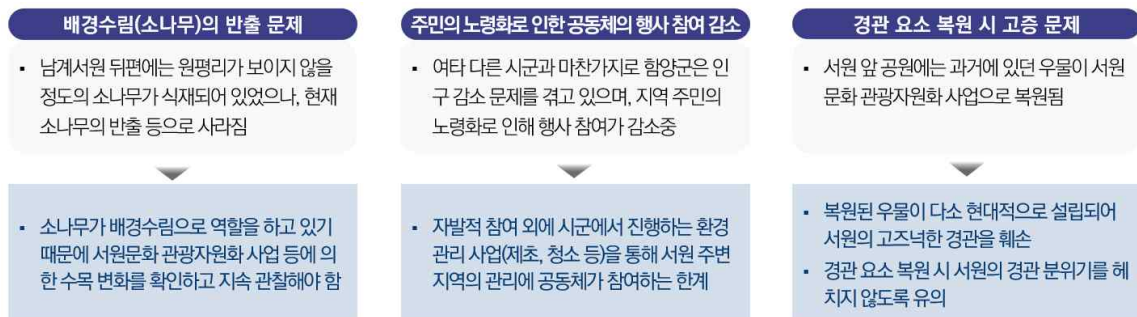 배경수림(소나무)의 반출 문제
▪ 남계서원 뒤편에는 원평리가 보이지 않을
정도의 소나무가 식재되어 있었으나, 현재
소나무의 반출 등으로 사라짐
▪ 소나무가 배경수림으로 역할을 하고 있기
때문에 서원문화 관광자원화 사업 등에 의
한 수목 변화를 확인하고 지속 관찰해야 함
주민의 노령화로 인한 공동체의 행사 참여 감소
▪ 여타 다른 시군과 마찬가지로 함양군은 인
구 감소 문제를 겪고 있으며, 지역 주민의
노령화로 인해 행사 참여가 감소중
▪ 자발적 참여 외에 시군에서 진행하는 환경
관리 사업(제초, 청소 등)을 통해 서원 주변
지역의 관리에 공동체가 참여하는 한계
경관 요소 복원 시 고증 문제
▪ 서원 앞 공원에는 과거에 있던 우물이 서원
문화 관광자원화 사업으로 복원됨
▪ 복원된 우물이 다소 현대적으로 설립되어
서원의 고즈넉한 경관을 훼손
▪ 경관 요소 복원 시 서원의 경관 분위기를 헤
치지 않도록 유의